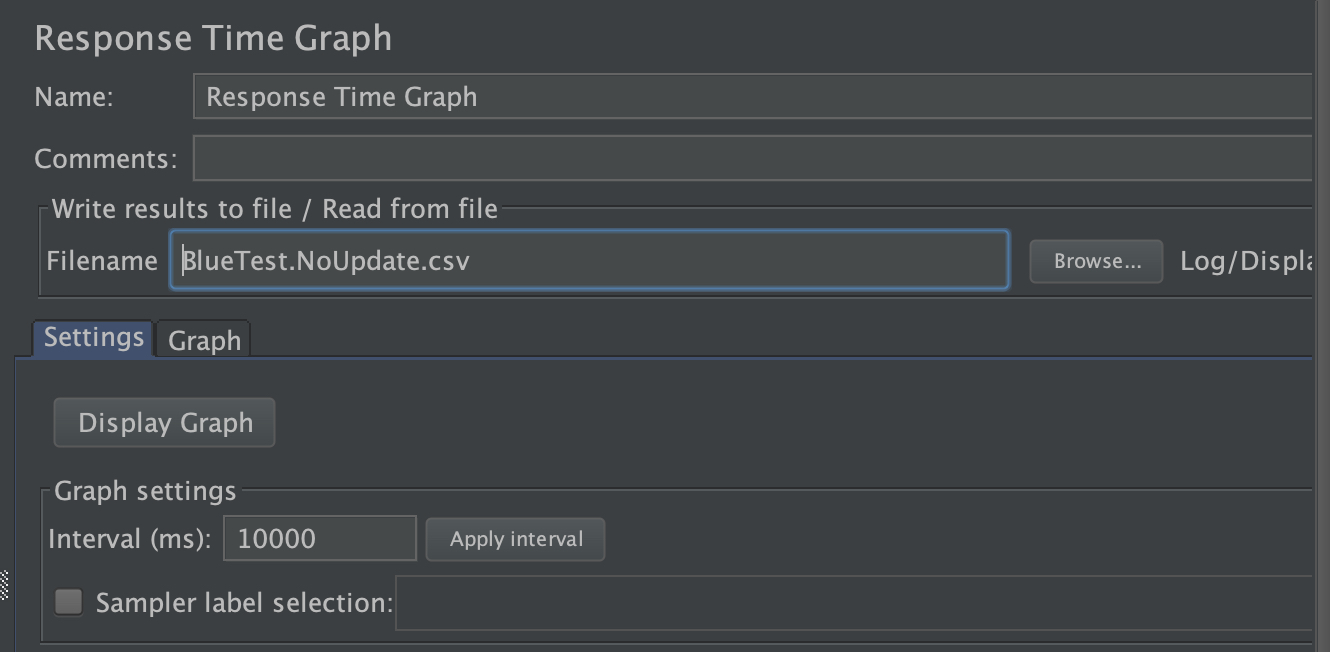 Response Time Graph
Name: Response Time Graph
Comments:
Write results to file / Read from file
Filename BlueTest.NoUpdate.csv Browse... Log/Displa
Settings Graph
Display Graph
Graph settings
Interval (ms): 10000 Apply interval
Sampler label selection: